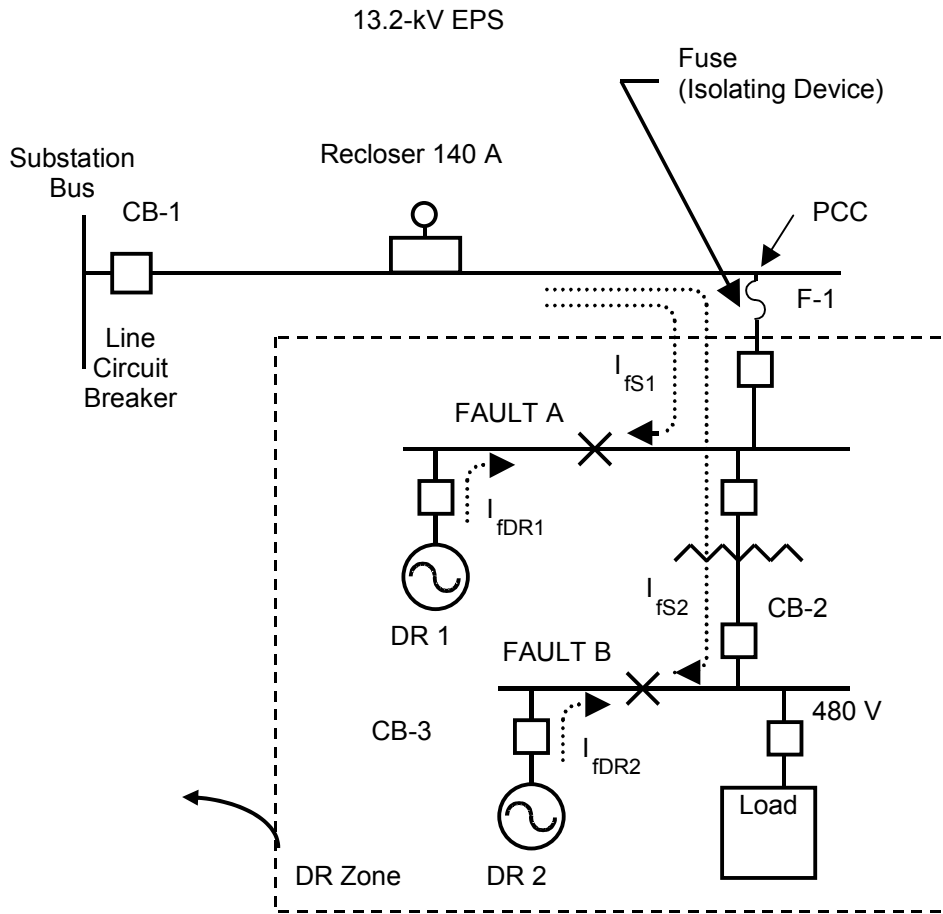 13.2-kV EPS
Fuse
(Isolating Device)
Recloser 140 A
Substation
Bus
CB-1
PCC
F-1
Line
Circuit
Breaker
I fS1
FAULT A
I fDR1
I fS2
CB-2
DR 1
FAULT B
480 V
CB-3
I fDR2
Load
DR Zone
DR 2